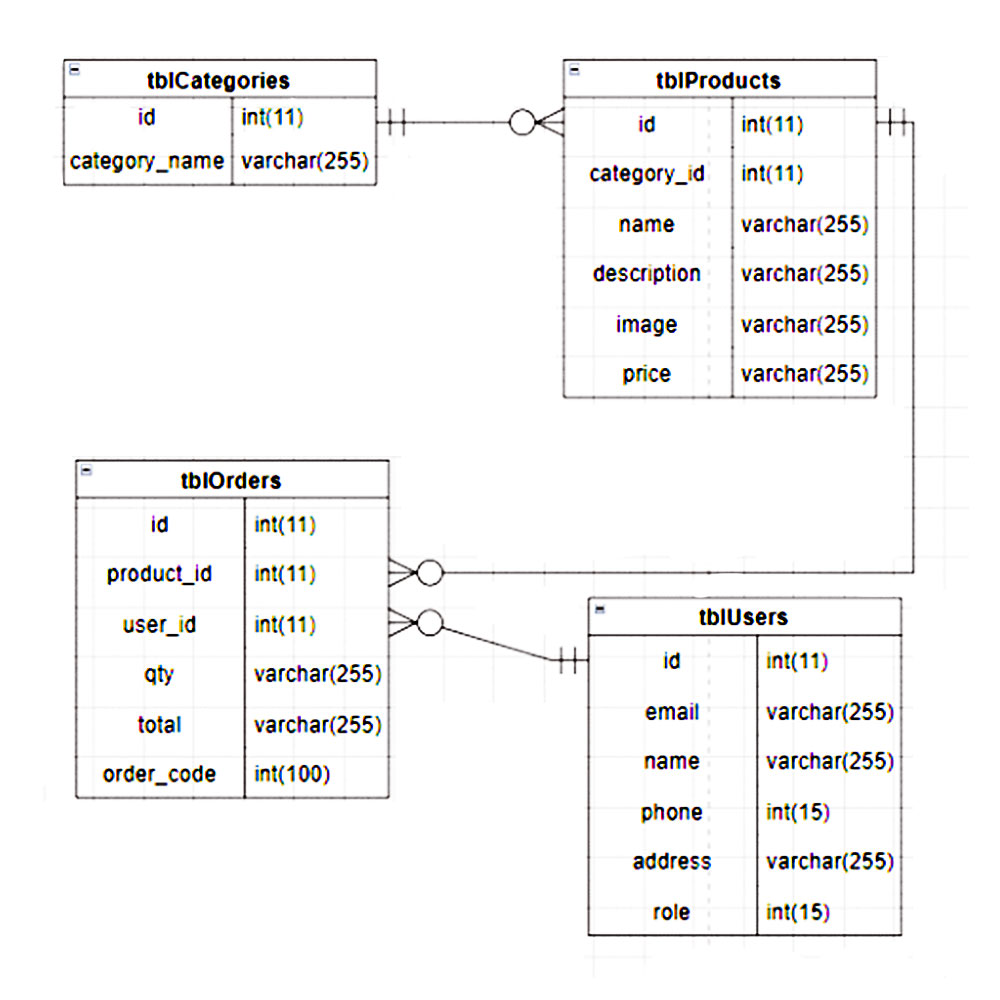 tblCategories
id int(11)
category_name varchar(255)
tblProducts
id int(11)
category_id int(11)
name varchar(255)
description varchar(255)
image varchar(255)
price varchar(255)
tblOrders
id int(11)
product_id int(11)
user_id int(11)
qty varchar(255)
total varchar(255)
order_code int(100)
tblUsers
id int(11)
email varchar(255)
name varchar(255)
phone int(15)
address varchar(255)
role int(15)